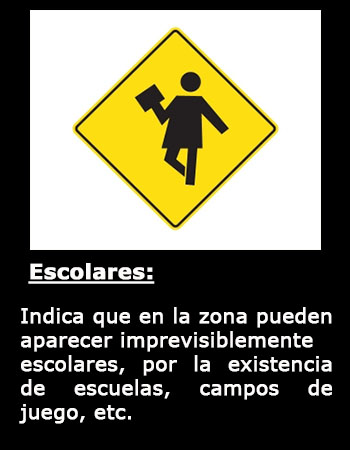 Escolares:
Indica que en la zona pueden
aparecer imprevisiblemente
escolares, por la existencia
de escuelas, campos de
juego, etc.